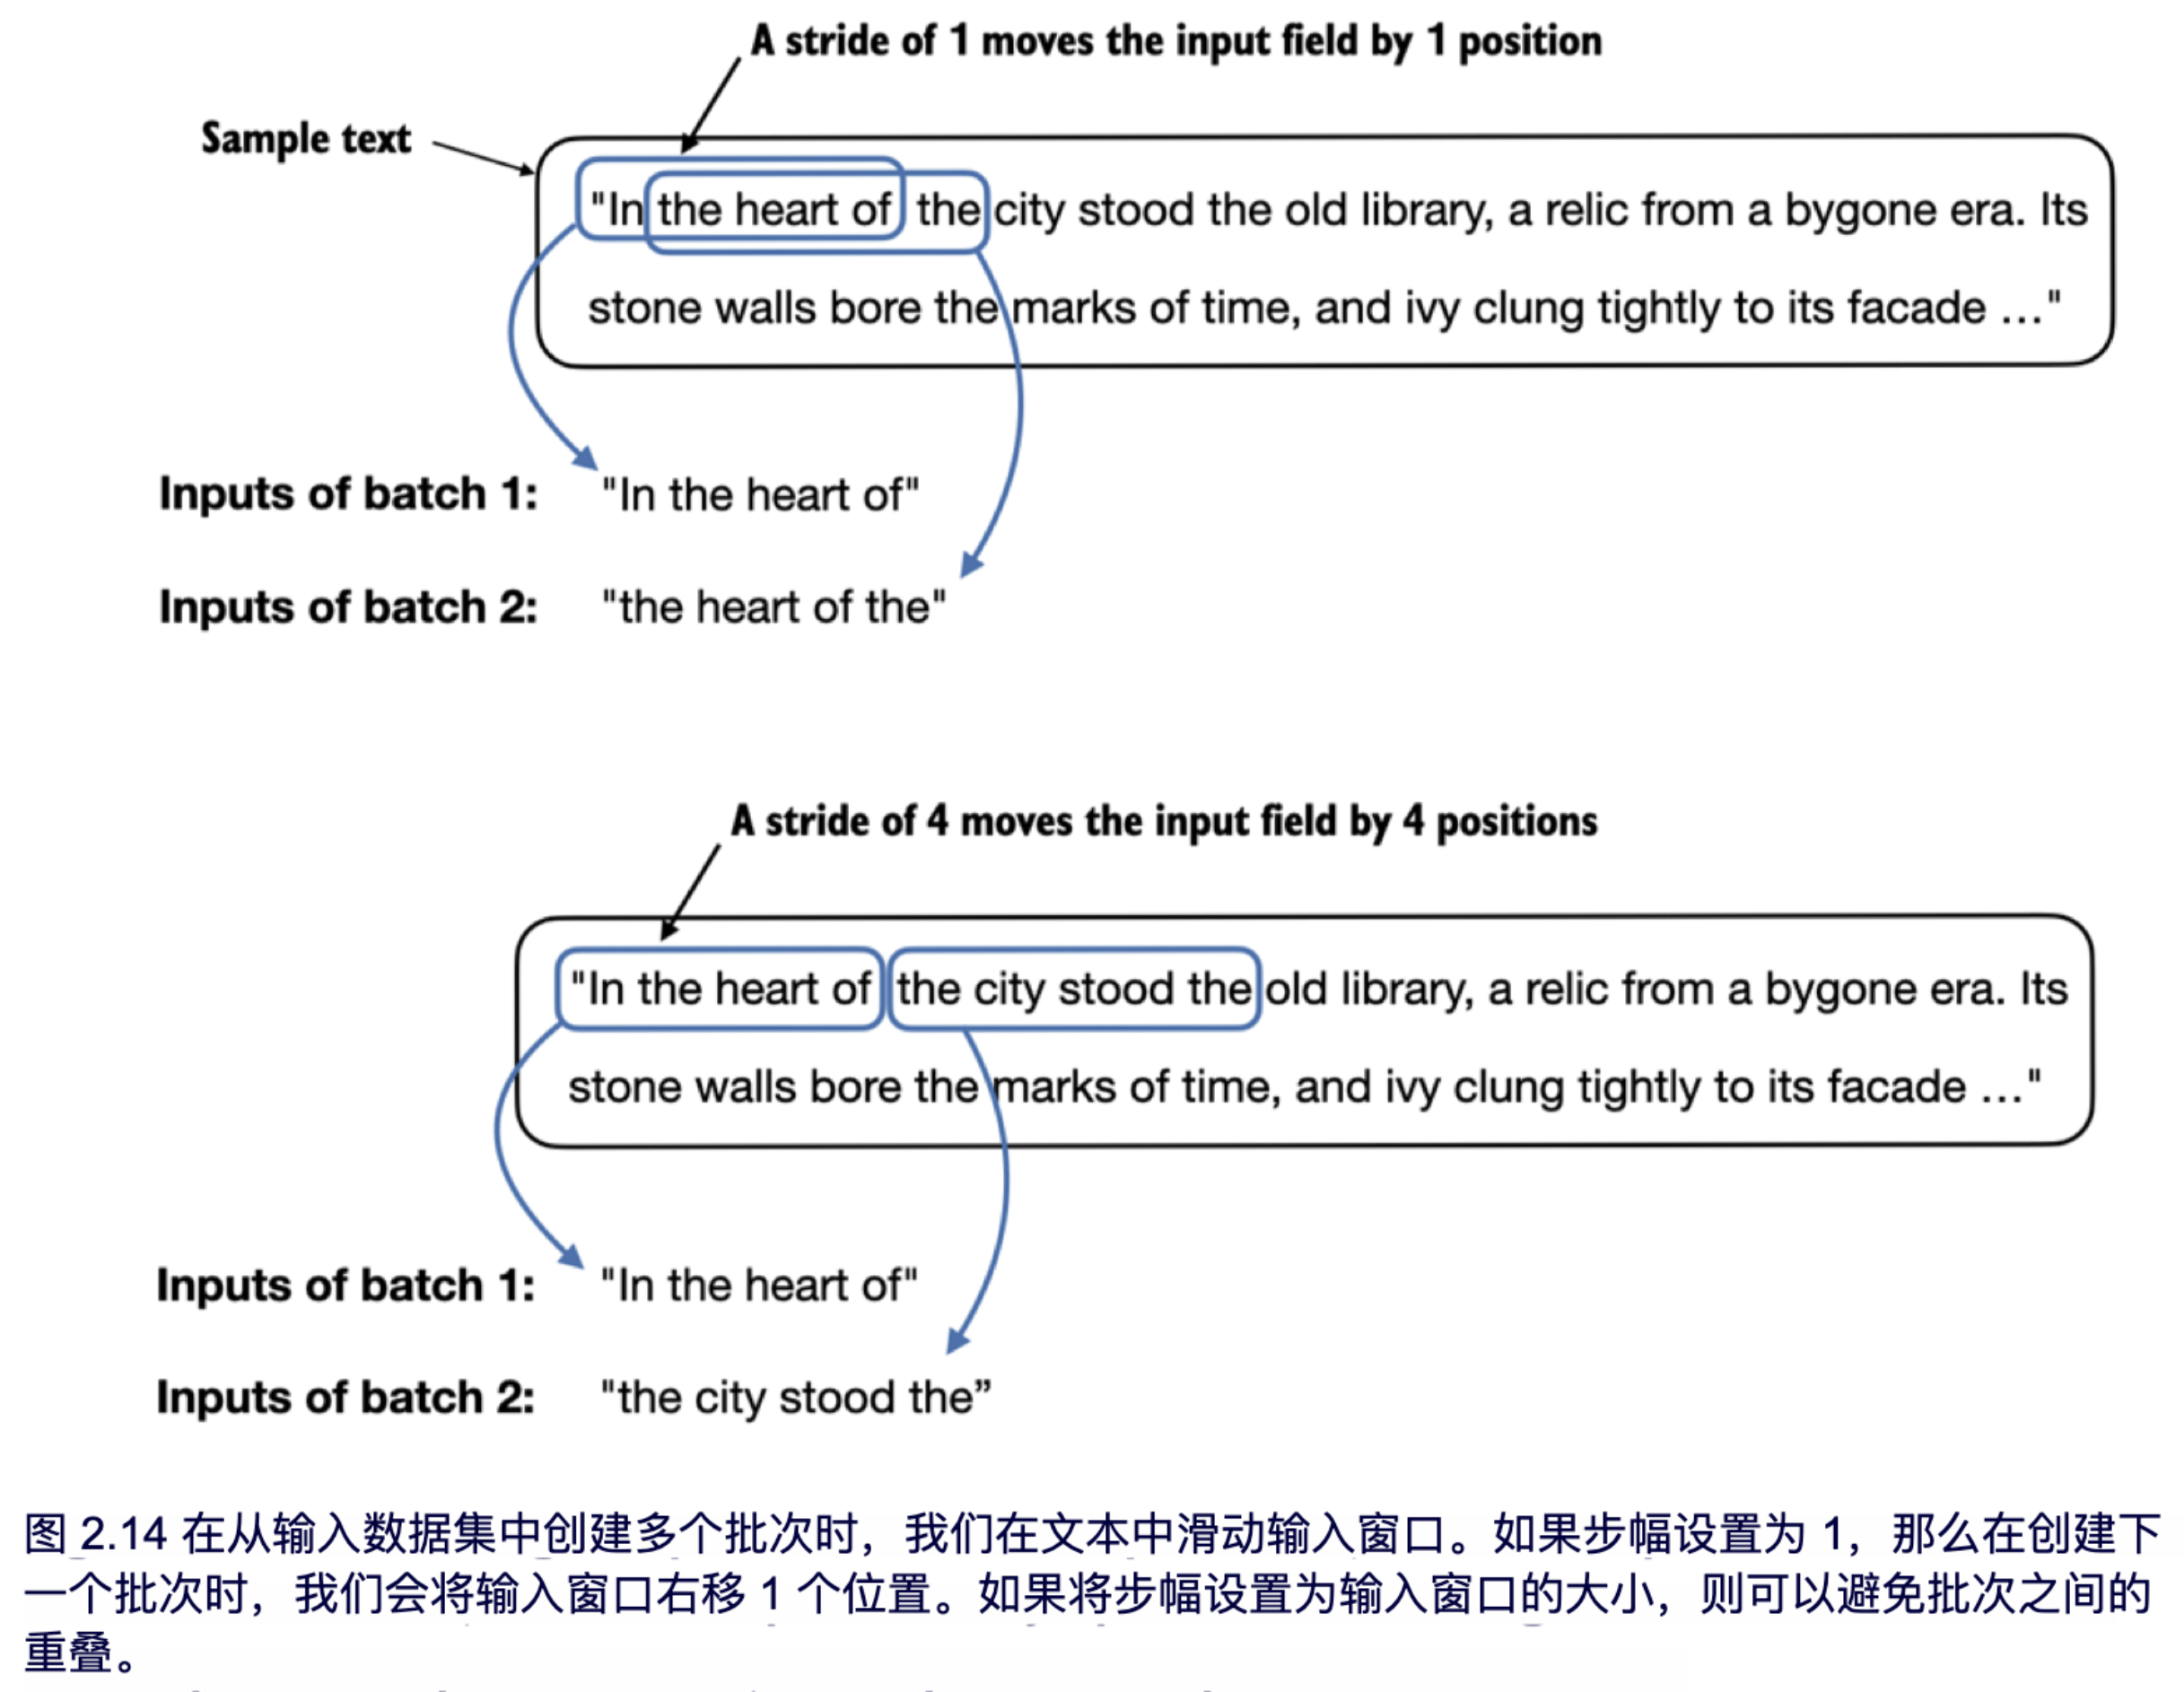 A stride of 1 moves the input field by 1 position
Sample text
"In the heart of the city stood the old library, a relic from a bygone era. Its
stone walls bore the marks of time, and ivy clung tightly to its facade ..."
Inputs of batch 1: "In the heart of"
Inputs of batch 2: "the heart of the"
A stride of 4 moves the input field by 4 positions
"In the heart of the city stood the old library, a relic from a bygone era. Its
stone walls bore the marks of time, and ivy clung tightly to its facade ..."
Inputs of batch 1: "In the heart of"
Inputs of batch 2: "the city stood the”
图 2.14 在从输入数据集中创建多个批次时，我们在文本中滑动输入窗口。如果步幅设置为 1，那么在创建下
一个批次时，我们会将输入窗口右移 1 个位置。如果将步幅设置为输入窗口的大小，则可以避免批次之间的
重叠。